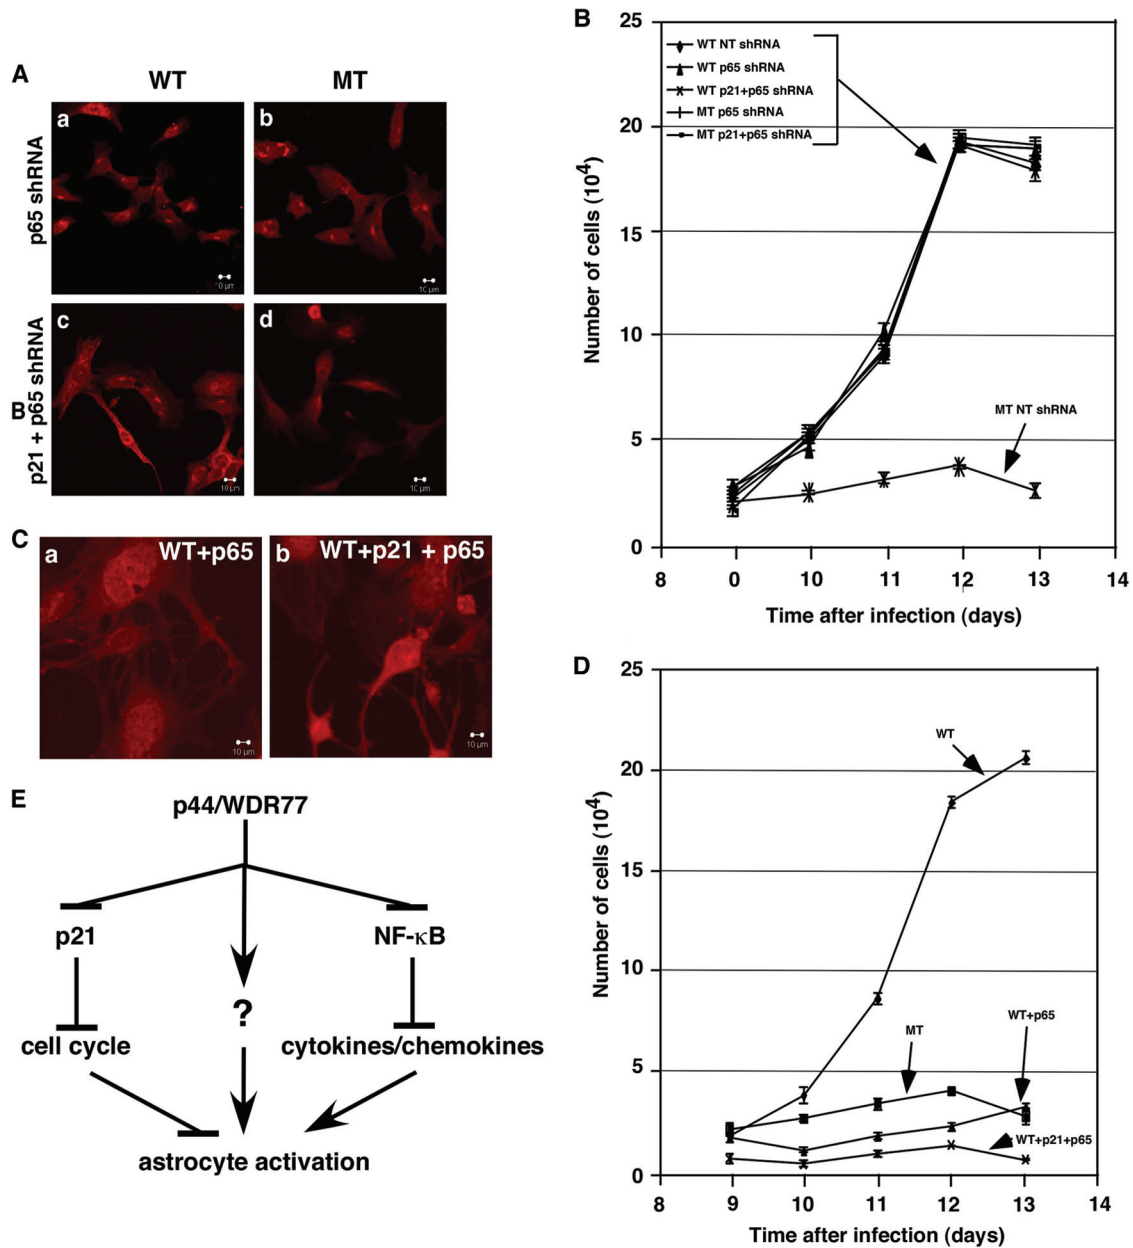 A
WT
MT
p65 shRNA
a
b
10 μm
10 μm
p21 + p65 shRNA
B
c
d
10 μm
10 μm
B
25
20
15
10
5
0
Number of cells (10⁴)
WT NT shRNA
WT p65 shRNA
WT p21+p65 shRNA
MT p65 shRNA
MT p21+p65 shRNA
MT NT shRNA
8 0 10 11 12 13 14
Time after infection (days)
C
a
WT+p65
10 μm
b
WT+p21 + p65
10 μm
D
25
20
15
10
5
0
Number of cells (10⁴)
WT
MT
WT+p65
WT+p21+p65
8 9 10 11 12 13 14
Time after infection (days)
E
p44/WDR77
p21
NF-κB
?
cell cycle
cytokines/chemokines
astrocyte activation